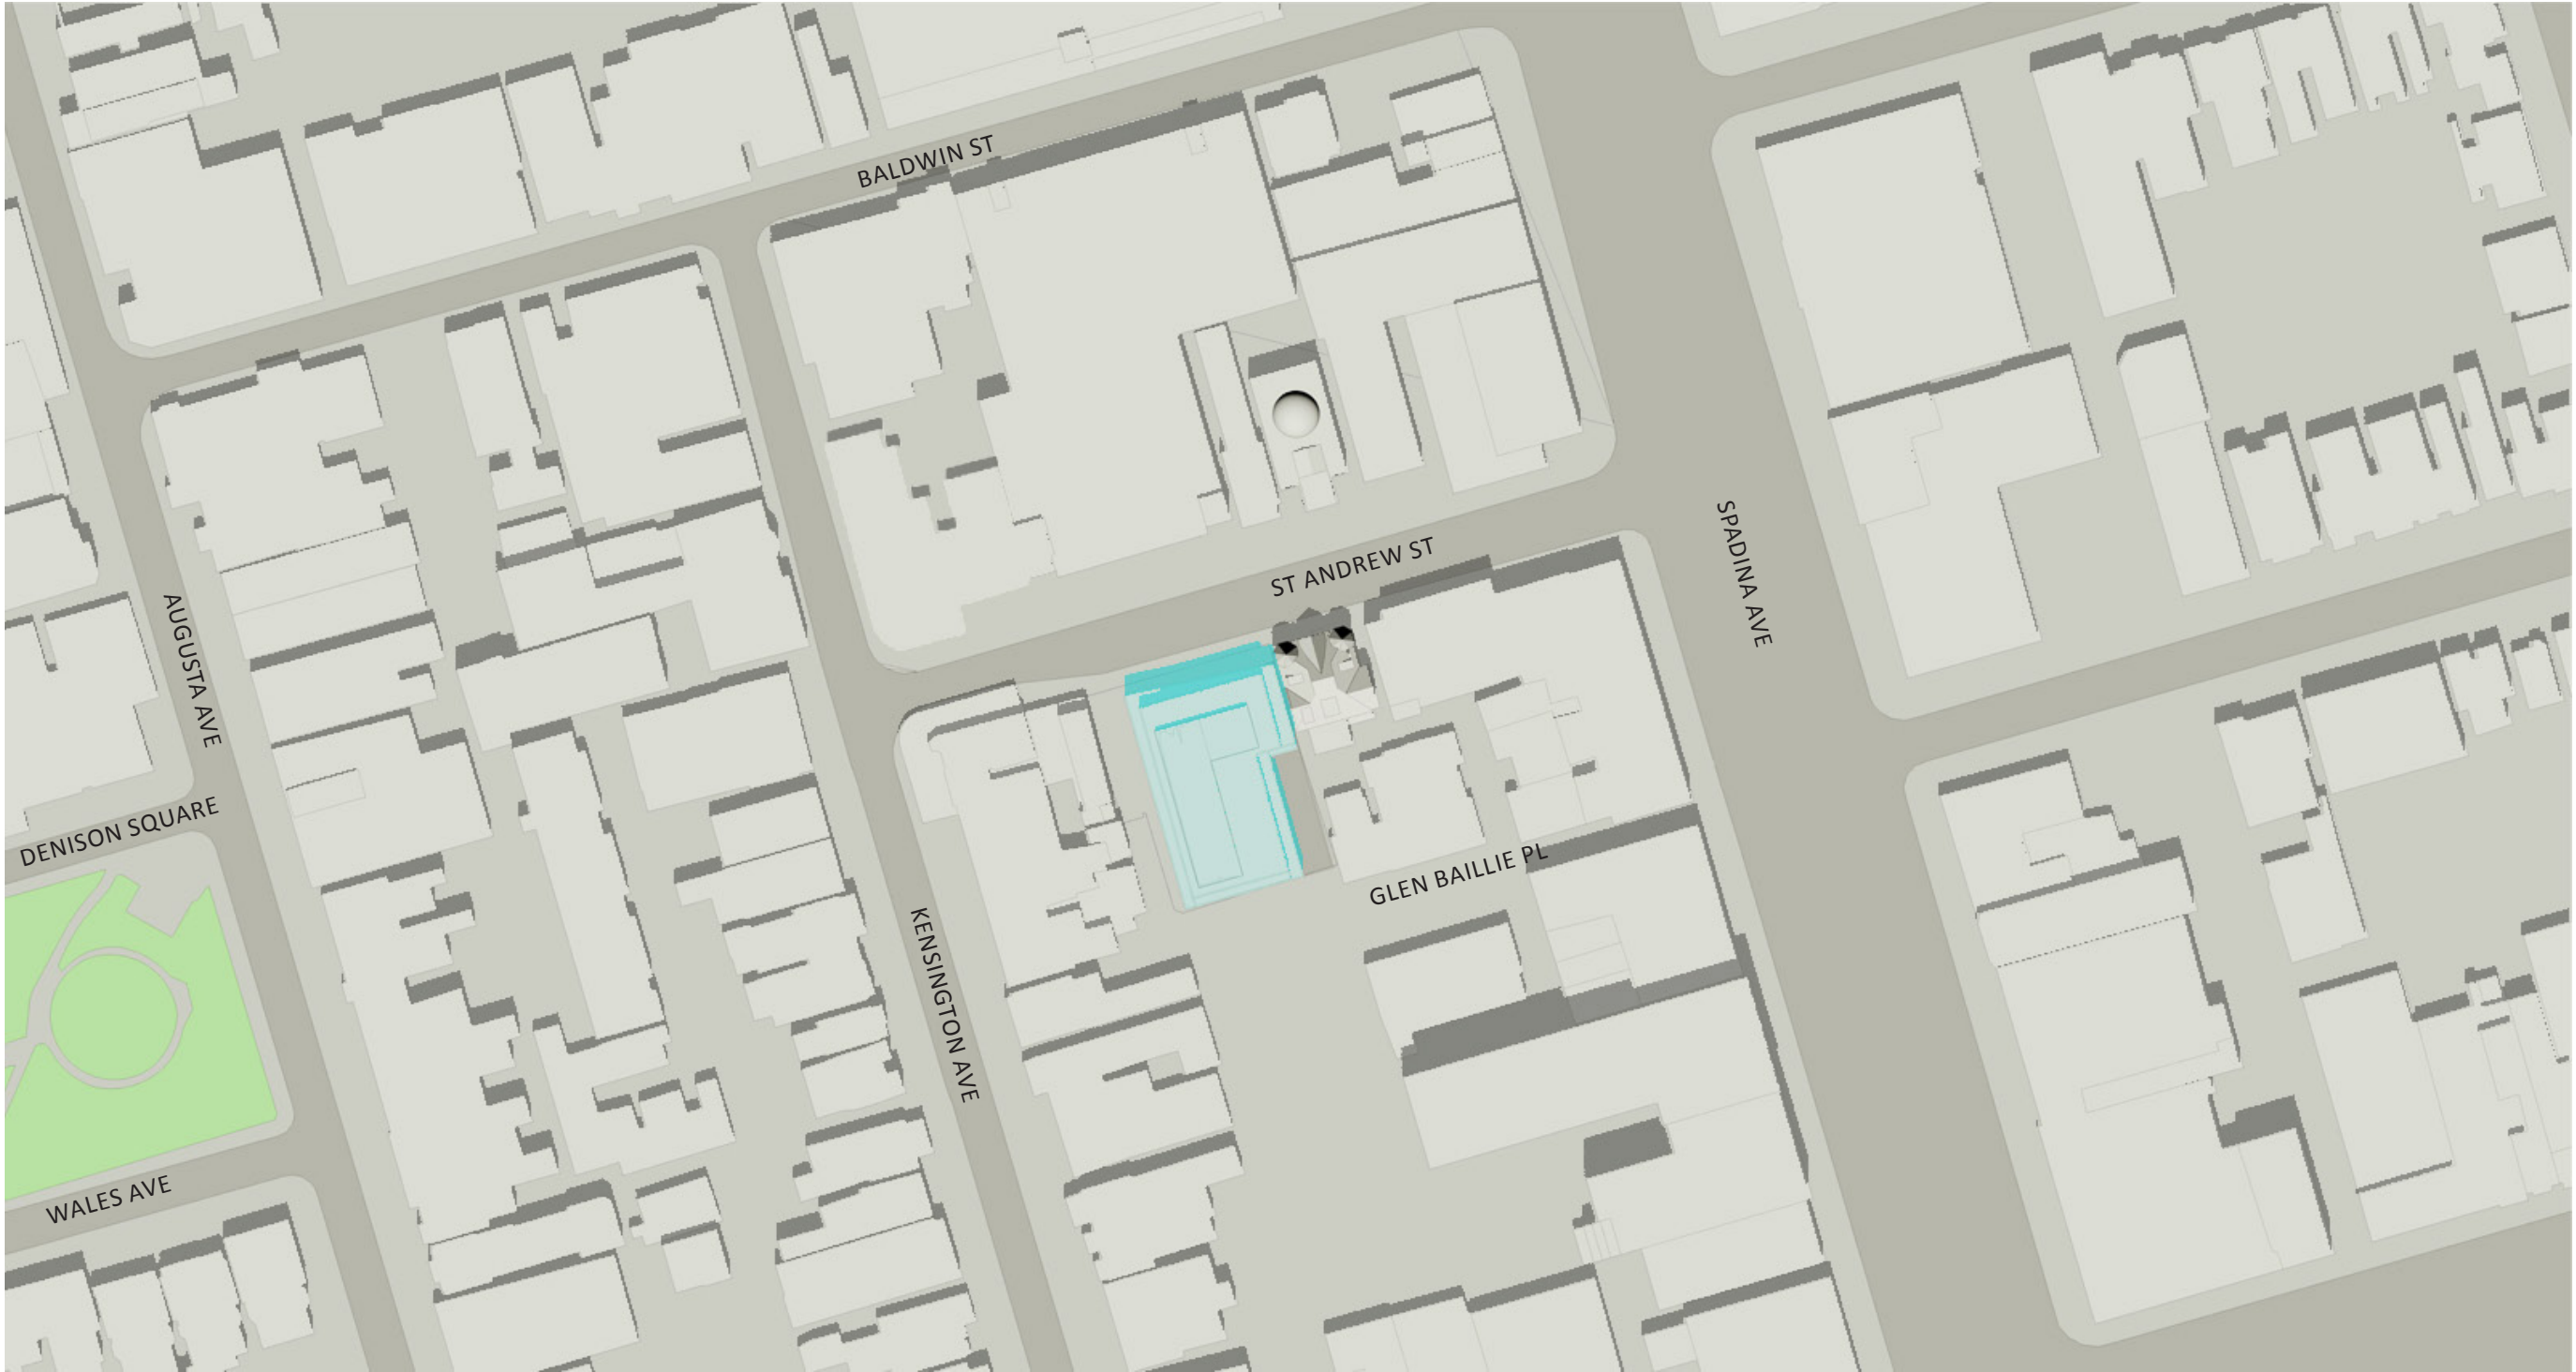 BALDWIN ST
ST ANDREW ST
SPADINA AVE
AUGUSTA AVE
DENISON SQUARE
GLEN BAILLIE PL
KENSINGTON AVE
WALES AVE